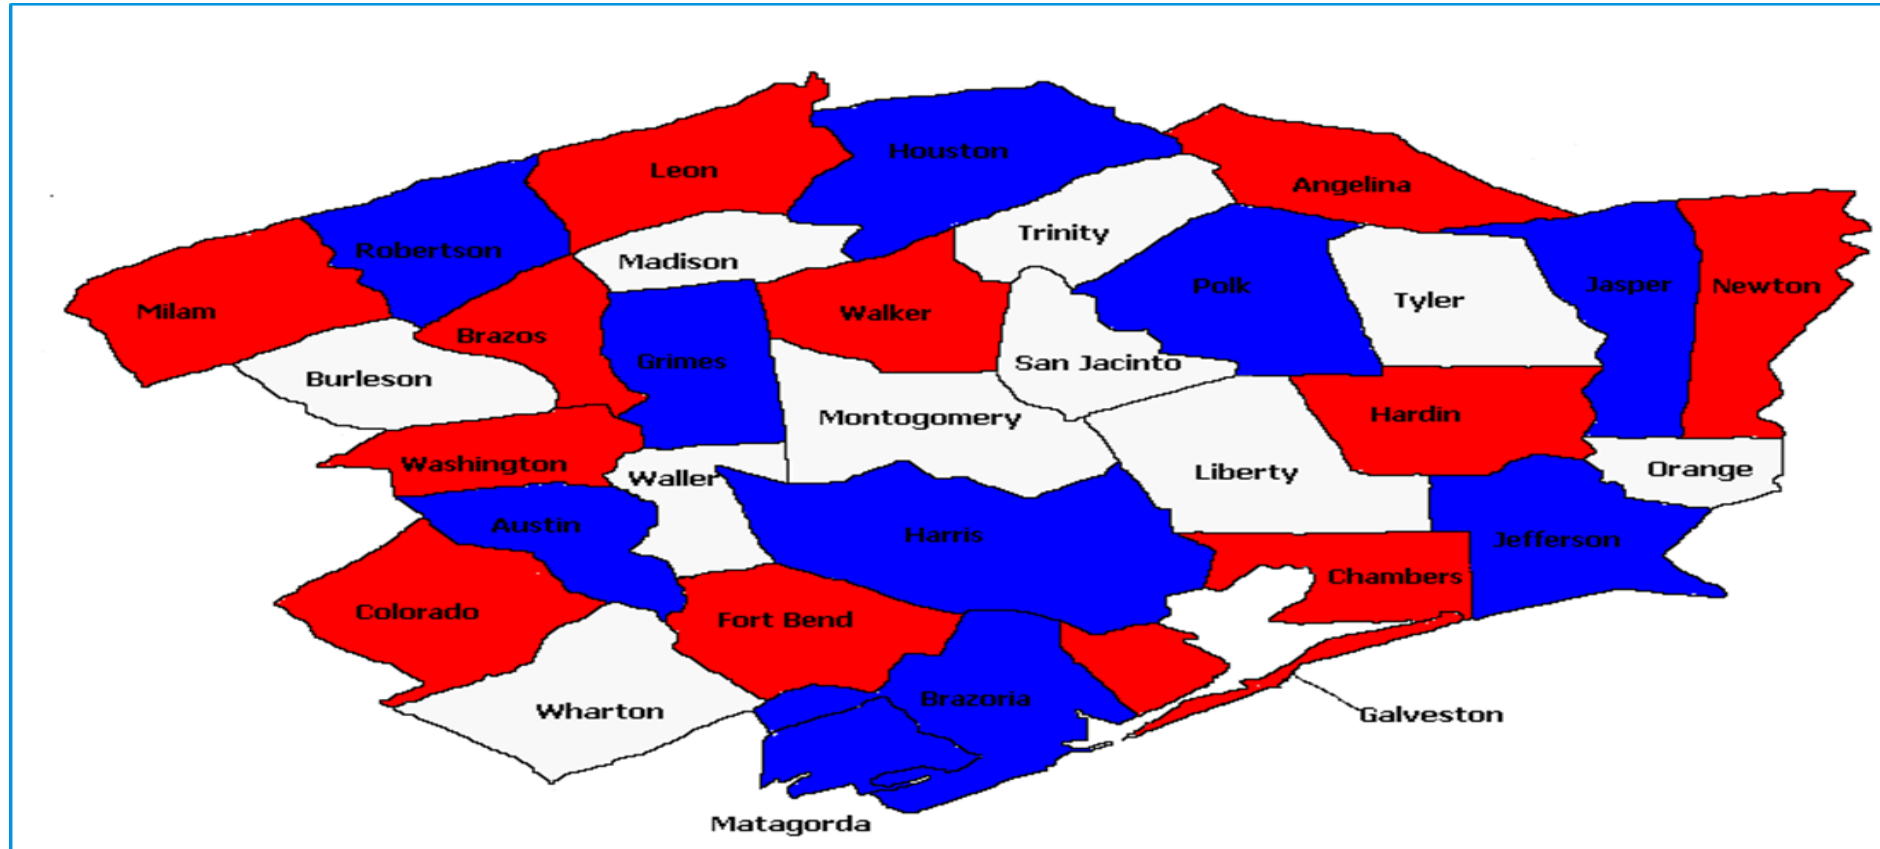 Houston
Leon
Angelina
Trinity
Robertson
Madison
Polk
Jasper
Newton
Tyler
Milam
Walker
Brazos
Grimes
San Jacinto
Burleson
Hardin
Montogomery
Washington
Waller
Liberty
Orange
Austin
Harris
Jefferson
Chambers
Colorado
Fort Bend
Brazoria
Wharton
Galveston
Matagorda